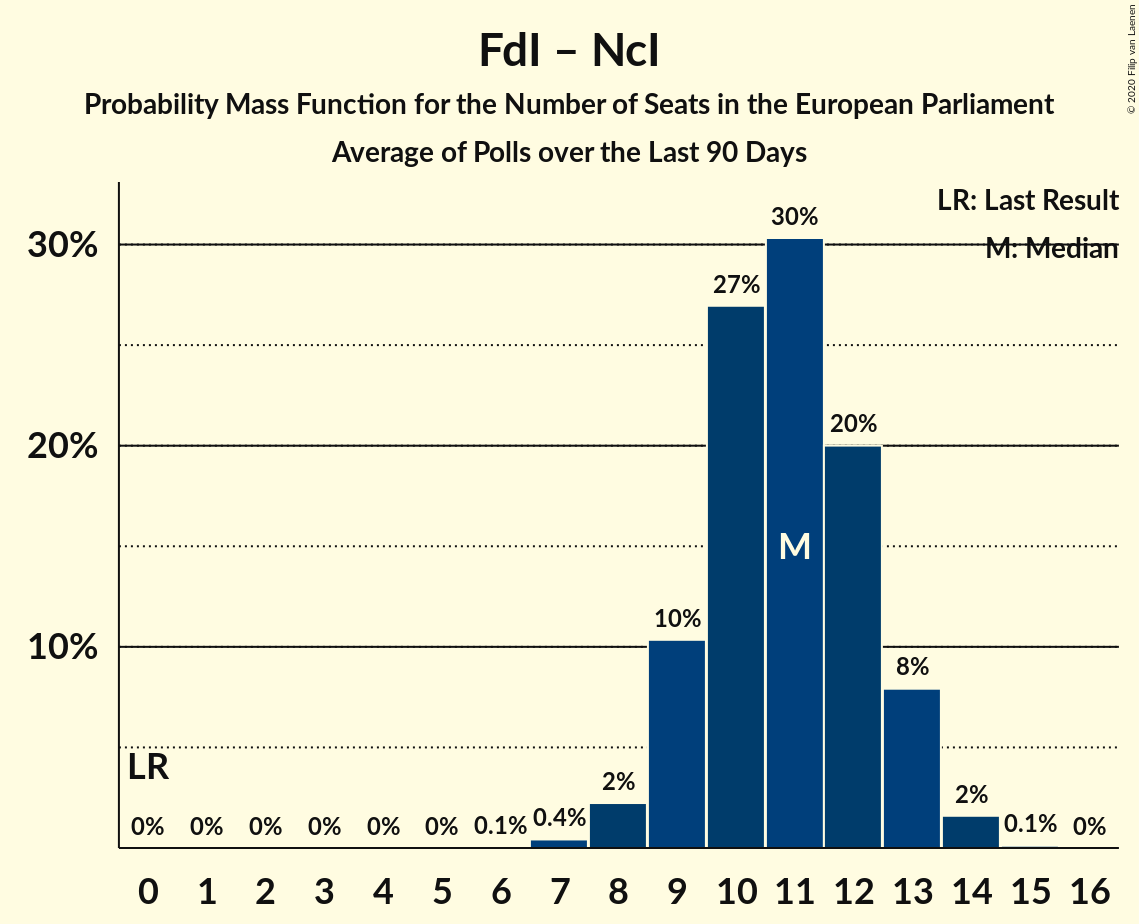 FdI – NcI
Probability Mass Function for the Number of Seats in the European Parliament
Average of Polls over the Last 90 Days
© 2020 Filip van Laenen
LR: Last Result
M: Median
30%
20%
10%
LR
M
0% 0% 0% 0% 0% 0% 0.1% 0.4% 2% 10% 27% 30% 20% 8% 2% 0.1% 0%
0 1 2 3 4 5 6 7 8 9 10 11 12 13 14 15 16